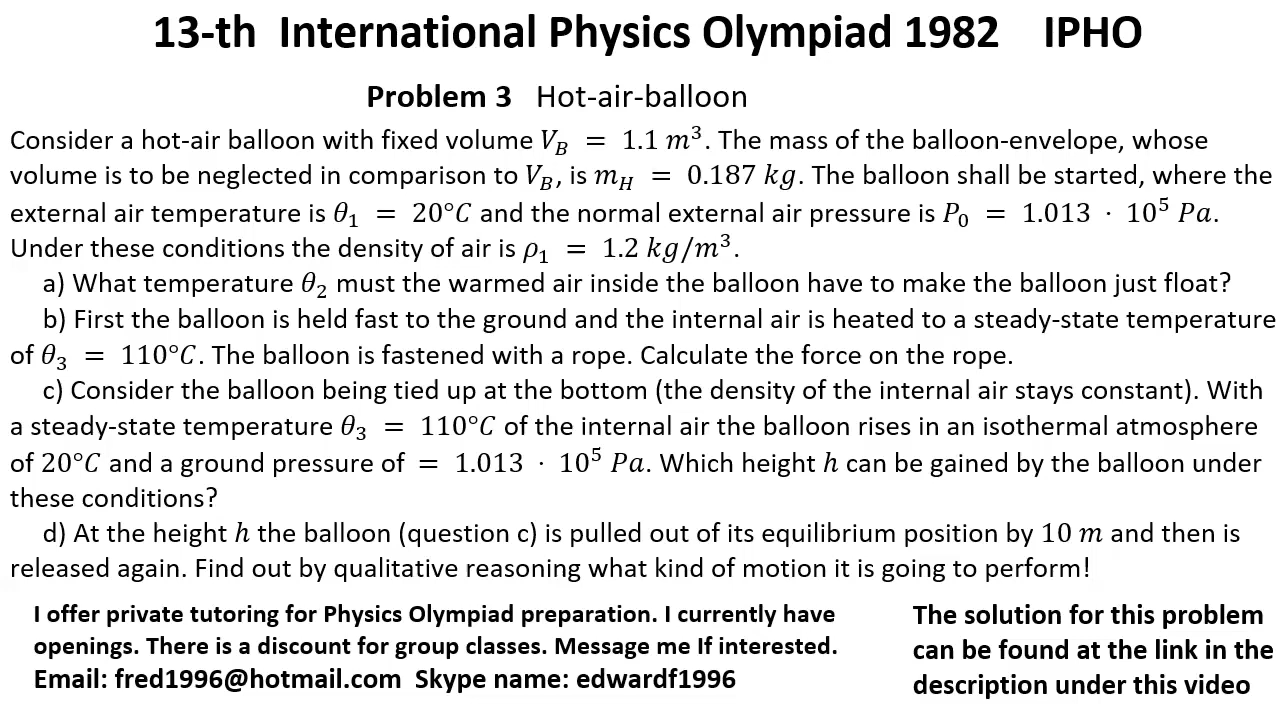 13-th International Physics Olympiad 1982 IPHO
Problem 3 Hot-air-balloon
Consider a hot-air balloon with fixed volume V_B = 1.1 m³. The mass of the balloon-envelope, whose
volume is to be neglected in comparison to V_B, is m_H = 0.187 kg. The balloon shall be started, where the
external air temperature is θ₁ = 20°C and the normal external air pressure is P₀ = 1.013 · 10⁵ Pa.
Under these conditions the density of air is ρ₁ = 1.2 kg/m³.
a) What temperature θ₂ must the warmed air inside the balloon have to make the balloon just float?
b) First the balloon is held fast to the ground and the internal air is heated to a steady-state temperature
of θ₃ = 110°C. The balloon is fastened with a rope. Calculate the force on the rope.
c) Consider the balloon being tied up at the bottom (the density of the internal air stays constant). With
a steady-state temperature θ₃ = 110°C of the internal air the balloon rises in an isothermal atmosphere
of 20°C and a ground pressure of = 1.013 · 10⁵ Pa. Which height h can be gained by the balloon under
these conditions?
d) At the height h the balloon (question c) is pulled out of its equilibrium position by 10 m and then is
released again. Find out by qualitative reasoning what kind of motion it is going to perform!
I offer private tutoring for Physics Olympiad preparation. I currently have
openings. There is a discount for group classes. Message me If interested.
Email: fred1996@hotmail.com Skype name: edwardf1996
The solution for this problem
can be found at the link in the
description under this video